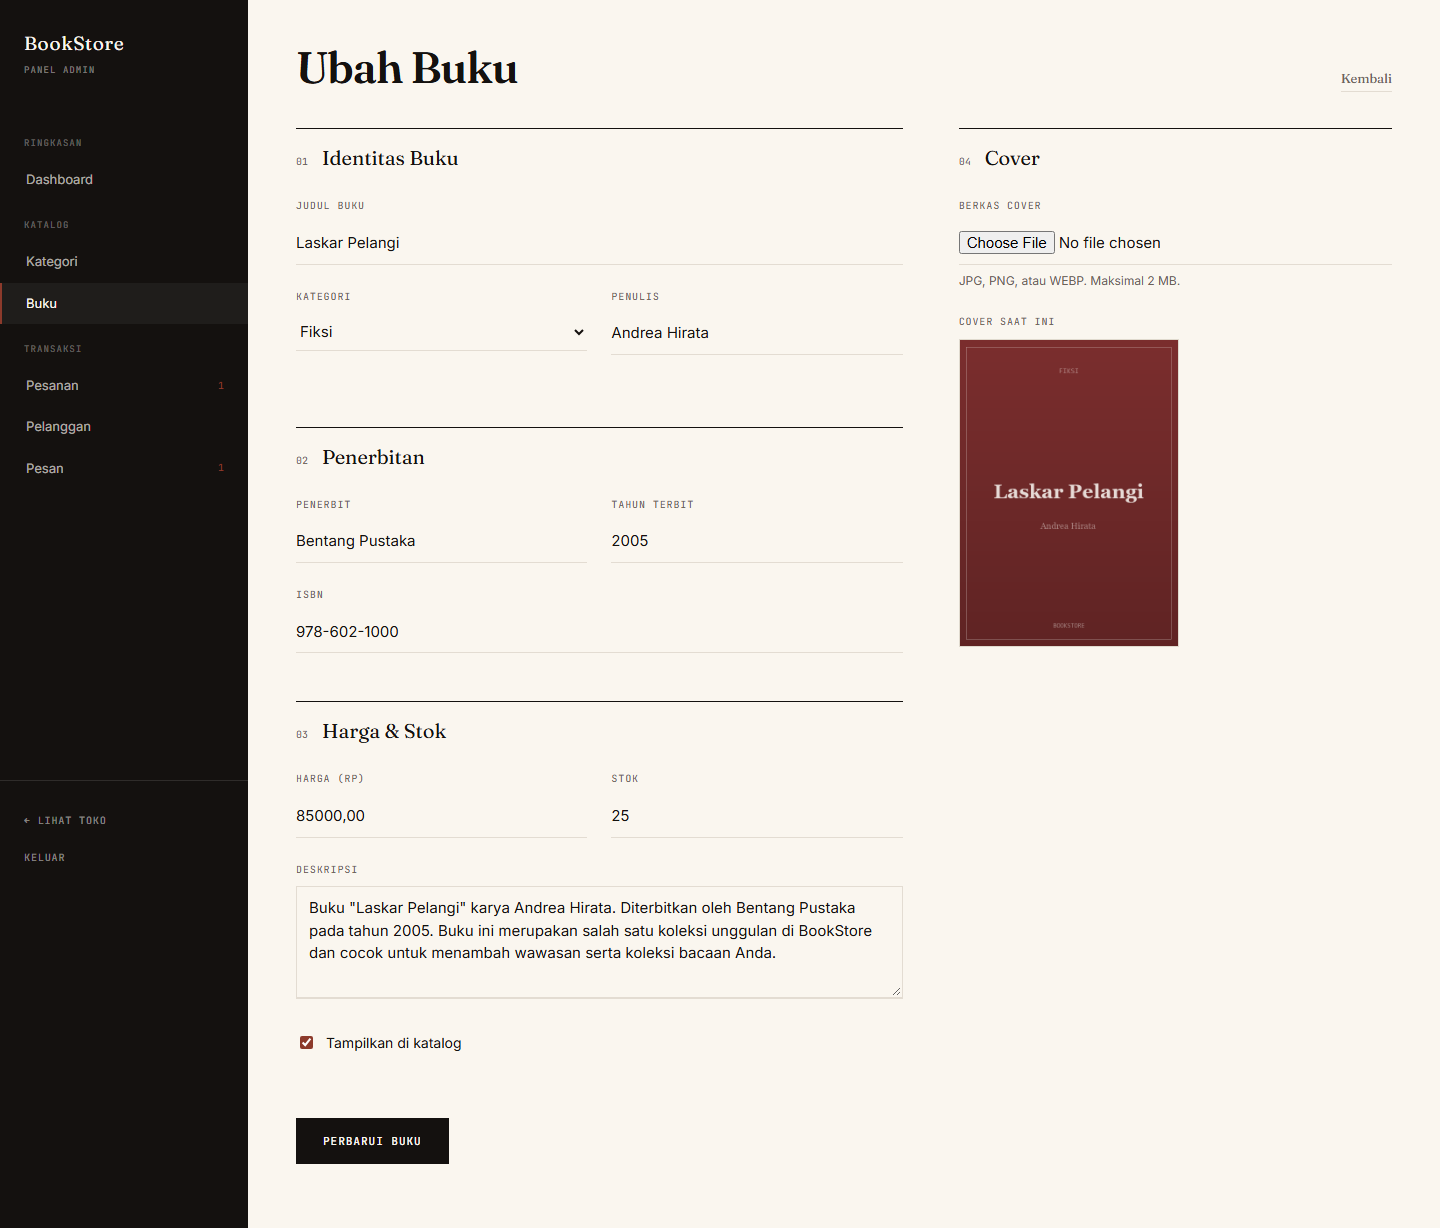 BookStore
PANEL ADMIN
RINGKASAN
Dashboard
KATALOG
Kategori
Buku
TRANSAKSI
Pesanan 1
Pelanggan
Pesan 1
← LIHAT TOKO
KELUAR
Ubah Buku
Kembali
01 Identitas Buku
JUDUL BUKU
Laskar Pelangi
KATEGORI PENULIS
Fiksi Andrea Hirata
02 Penerbitan
PENERBIT TAHUN TERBIT
Bentang Pustaka 2005
ISBN
978-602-1000
03 Harga & Stok
HARGA (RP) STOK
85000,00 25
DESKRIPSI
Buku "Laskar Pelangi" karya Andrea Hirata. Diterbitkan oleh Bentang Pustaka
pada tahun 2005. Buku ini merupakan salah satu koleksi unggulan di BookStore
dan cocok untuk menambah wawasan serta koleksi bacaan Anda.
Tampilkan di katalog
PERBARUI BUKU
04 Cover
BERKAS COVER
Choose File No file chosen
JPG, PNG, atau WEBP. Maksimal 2 MB.
COVER SAAT INI
FIKSI
Laskar Pelangi
Andrea Hirata
BOOKSTORE